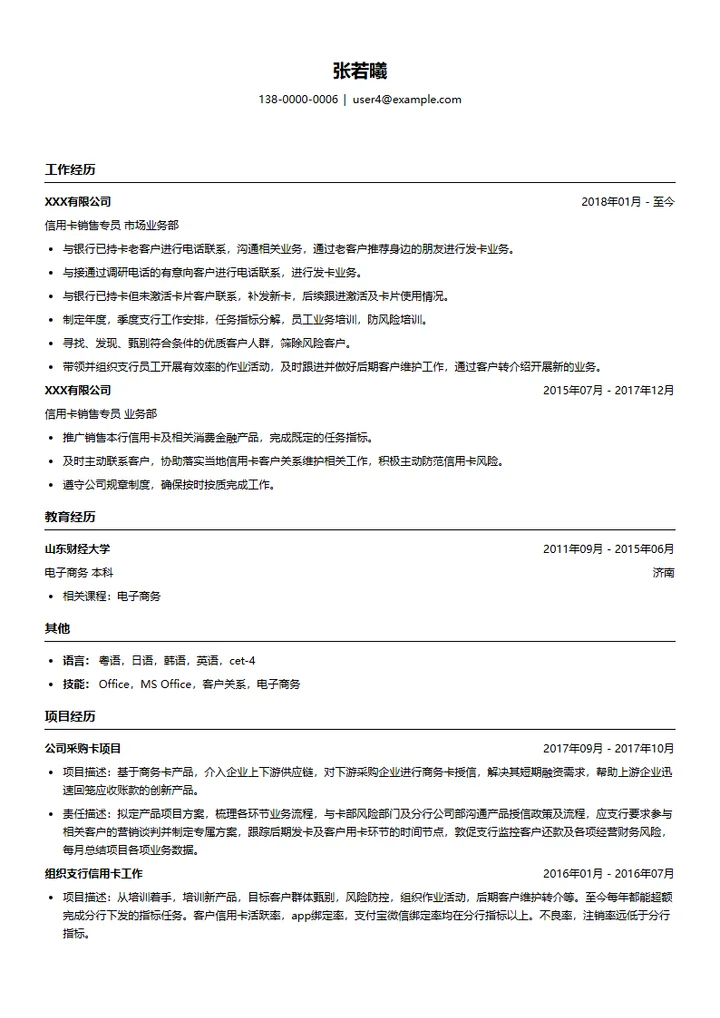 张若曦
138-0000-0006 | user4@example.com
工作经历
XXX有限公司 2018年01月 - 至今
信用卡销售专员 市场业务部
• 与银行已持卡老客户进行电话联系，沟通相关业务，通过老客户推荐身边的朋友进行发卡业务。
• 与接通过调研电话的有意向客户进行电话联系，进行发卡业务。
• 与银行已持卡但未激活卡片客户联系，补发新卡，后续跟进激活及卡片使用情况。
• 制定年度，季度支行工作安排，任务指标分解，员工业务培训，防风险培训。
• 寻找、发现、甄别符合条件的优质客户人群，筛除风险客户。
• 带领并组织支行员工开展有效率的作业活动，及时跟进并做好后期客户维护工作，通过客户转介绍开展新的业务。
XXX有限公司 2015年07月 - 2017年12月
信用卡销售专员 业务部
• 推广销售本行信用卡及相关消费金融产品，完成既定的任务指标。
• 及时主动联系客户，协助落实当地信用卡客户关系维护相关工作，积极主动防范信用卡风险。
• 遵守公司规章制度，确保按时按质完成工作。
教育经历
山东财经大学 2011年09月 - 2015年06月
电子商务 本科 济南
• 相关课程：电子商务
其他
• 语言： 粤语，日语，韩语，英语，cet-4
• 技能： Office，MS Office，客户关系，电子商务
项目经历
公司采购卡项目 2017年09月 - 2017年10月
• 项目描述：基于商务卡产品，介入企业上下游供应链，对下游采购企业进行商务卡授信，解决其短期融资需求，帮助上游企业迅
速回笼应收账款的创新产品。
• 责任描述：拟定产品项目方案，梳理各环节业务流程，与卡部风险部门及分行公司部沟通产品授信政策及流程，应支行要求参与
相关客户的营销谈判并制定专属方案，跟踪后期发卡及客户用卡环节的时间节点，敦促支行监控客户还款及各项经营财务风险，
每月总结项目各项业务数据。
组织支行信用卡工作 2016年01月 - 2016年07月
• 项目描述：从培训着手，培训新产品，目标客户群体甄别，风险防控，组织作业活动，后期客户维护转介等。至今每年都能超额
完成分行下发的指标任务。客户信用卡活跃率，app绑定率，支付宝微信绑定率均在分行指标以上。不良率，注销率远低于分行
指标。